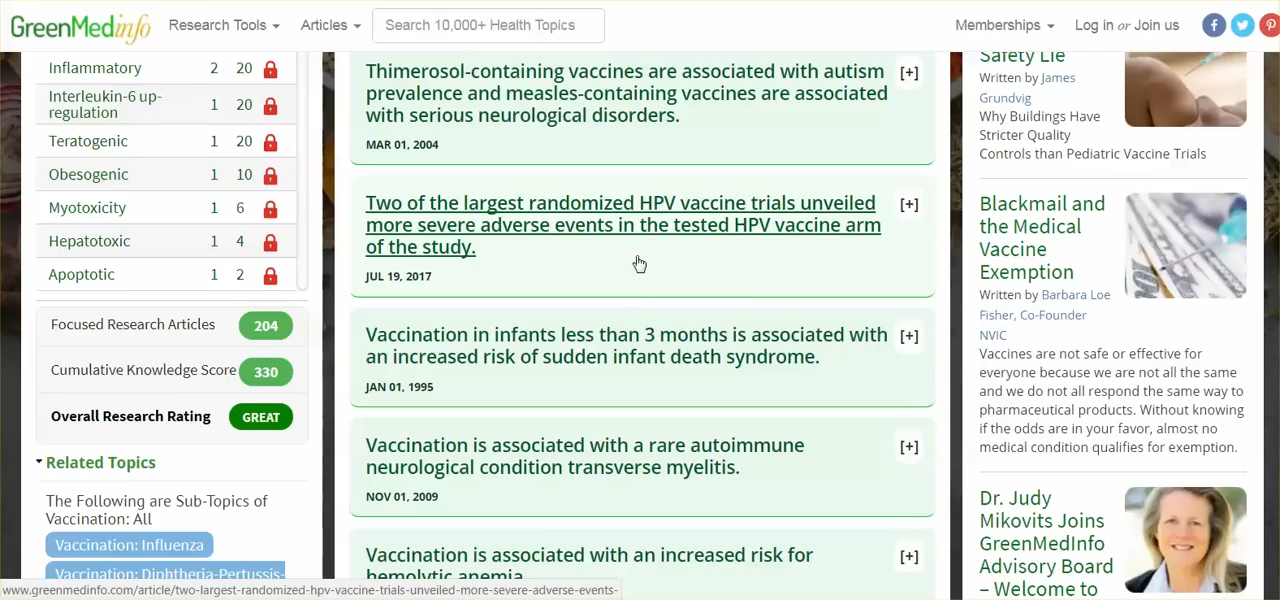 GreenMedinfo
Research Tools
Articles
Search 10,000+ Health Topics
Memberships
Log in or Join us
Inflammatory 2 20
Interleukin-6 up-
regulation 1 20
Teratogenic 1 20
Obesogenic 1 10
Myotoxicity 1 6
Hepatotoxic 1 4
Apoptotic 1 2
Focused Research Articles 204
Cumulative Knowledge Score 330
Overall Research Rating GREAT
Related Topics
The Following are Sub-Topics of
Vaccination: All
Vaccination: Influenza
Vaccination: Diphtheria-Pertussis-
Thimerosol-containing vaccines are associated with autism
prevalence and measles-containing vaccines are associated
with serious neurological disorders.
[+]
MAR 01, 2004
Two of the largest randomized HPV vaccine trials unveiled
more severe adverse events in the tested HPV vaccine arm
of the study.
[+]
JUL 19, 2017
Vaccination in infants less than 3 months is associated with
an increased risk of sudden infant death syndrome.
[+]
JAN 01, 1995
Vaccination is associated with a rare autoimmune
neurological condition transverse myelitis.
[+]
NOV 01, 2009
Vaccination is associated with an increased risk for
hemolytic anemia
[+]
Safety Lie
Written by James
Grundvig
Why Buildings Have
Stricter Quality
Controls than Pediatric Vaccine Trials
Blackmail and
the Medical
Vaccine
Exemption
Written by Barbara Loe
Fisher, Co-Founder
NVIC
Vaccines are not safe or effective for
everyone because we are not all the same
and we do not all respond the same way to
pharmaceutical products. Without knowing
if the odds are in your favor, almost no
medical condition qualifies for exemption.
Dr. Judy
Mikovits Joins
GreenMedInfo
Advisory Board
– Welcome to
www.greenmedinfo.com/article/two-largest-randomized-hpv-vaccine-trials-unveiled-more-severe-adverse-events-